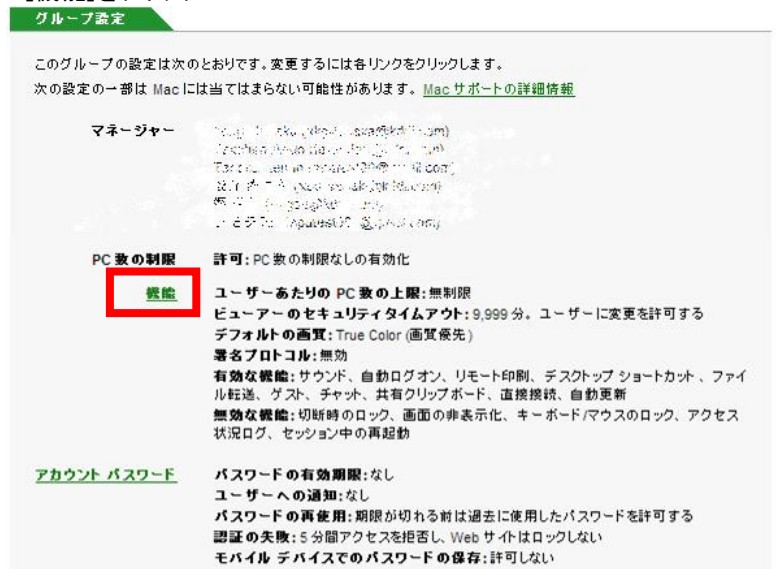 グループ設定
このグループの設定は次のとおりです。変更するには各リンクをクリックします。
次の設定の一部は Mac には当てはまらない可能性があります。 Mac サポートの詳細情報
マネージャー
PC 数の制限 許可: PC 数の制限なしの有効化
機能 ユーザーあたりの PC 数の上限: 無制限
ビューアーのセキュリティタイムアウト: 9,999 分。ユーザーに変更を許可する
デフォルトの画質: True Color (画質優先)
署名プロトコル: 無効
有効な機能: サウンド、自動ログオン、リモート印刷、デスクトップ ショートカット、ファイ
ル転送、ゲスト、チャット、共有クリップボード、直接接続、自動更新
無効な機能: 切断時のロック、画面の非表示化、キーボード/マウスのロック、アクセス
状況ログ、セッション中の再起動
アカウント パスワード パスワードの有効期限: なし
ユーザーへの通知: なし
パスワードの再使用: 期限が切れる前は過去に使用したパスワードを許可する
認証の失敗: 5 分間アクセスを拒否し、Web サイトはロックしない
モバイル デバイスでのパスワードの保存: 許可しない